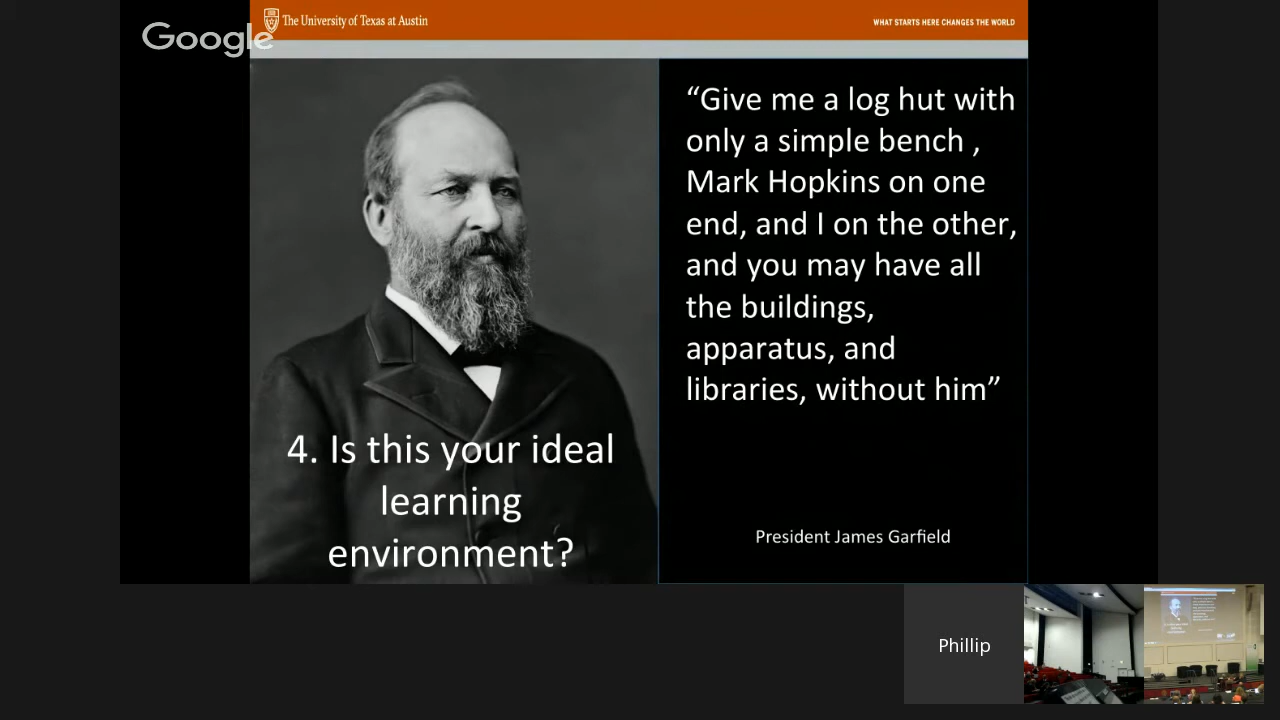 Google
The University of Texas at Austin
WHAT STARTS HERE CHANGES THE WORLD
“Give me a log hut with
only a simple bench ,
Mark Hopkins on one
end, and I on the other,
and you may have all
the buildings,
apparatus, and
libraries, without him”
4. Is this your ideal
learning
environment?
President James Garfield
Phillip